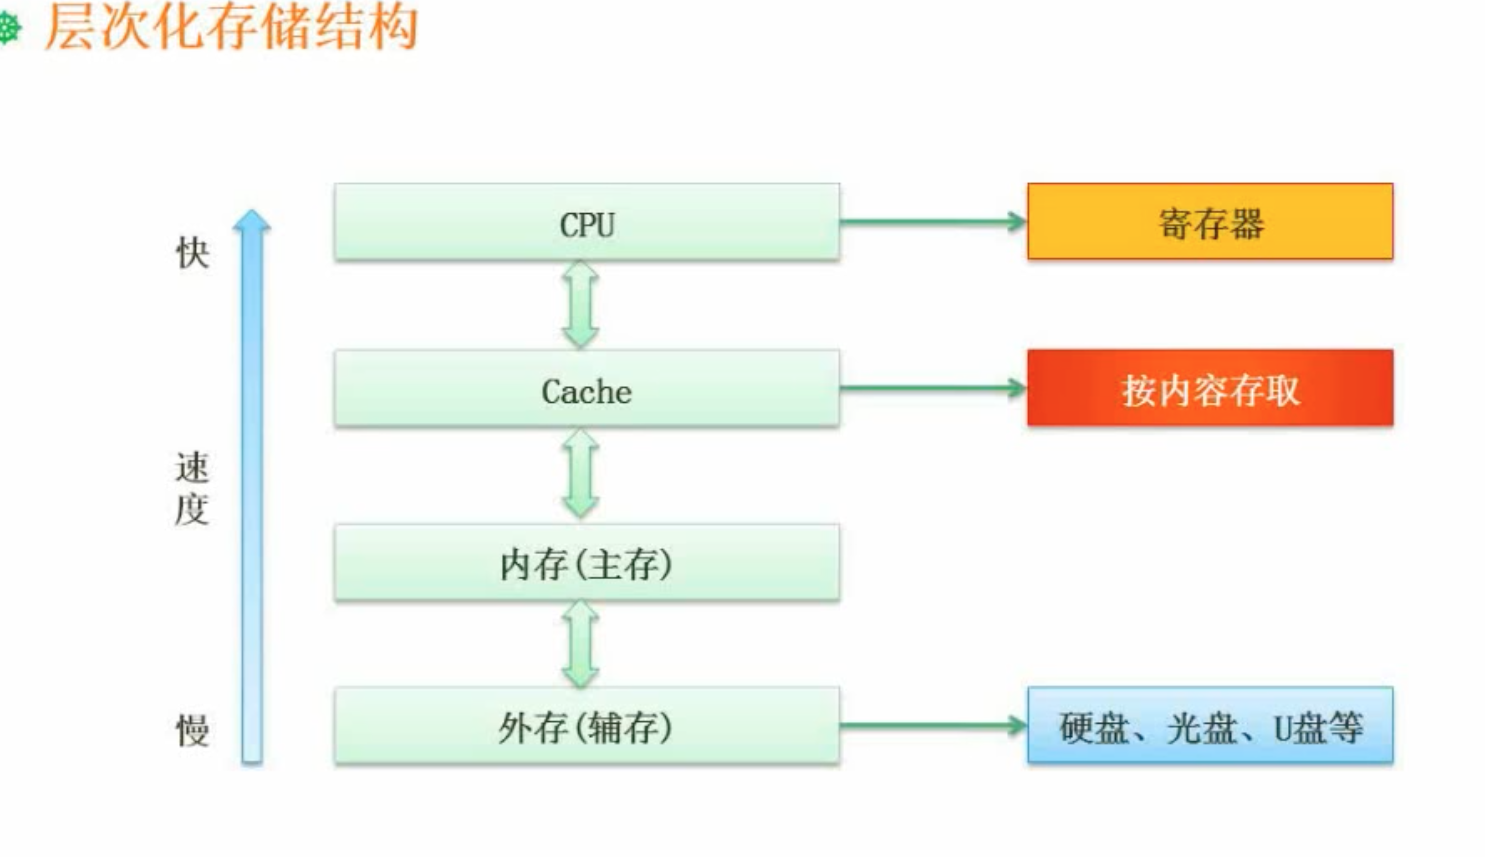 层次化存储结构
快
CPU
寄存器
Cache
按内容存取
速
度
内存(主存)
慢
外存(辅存)
硬盘、光盘、U盘等